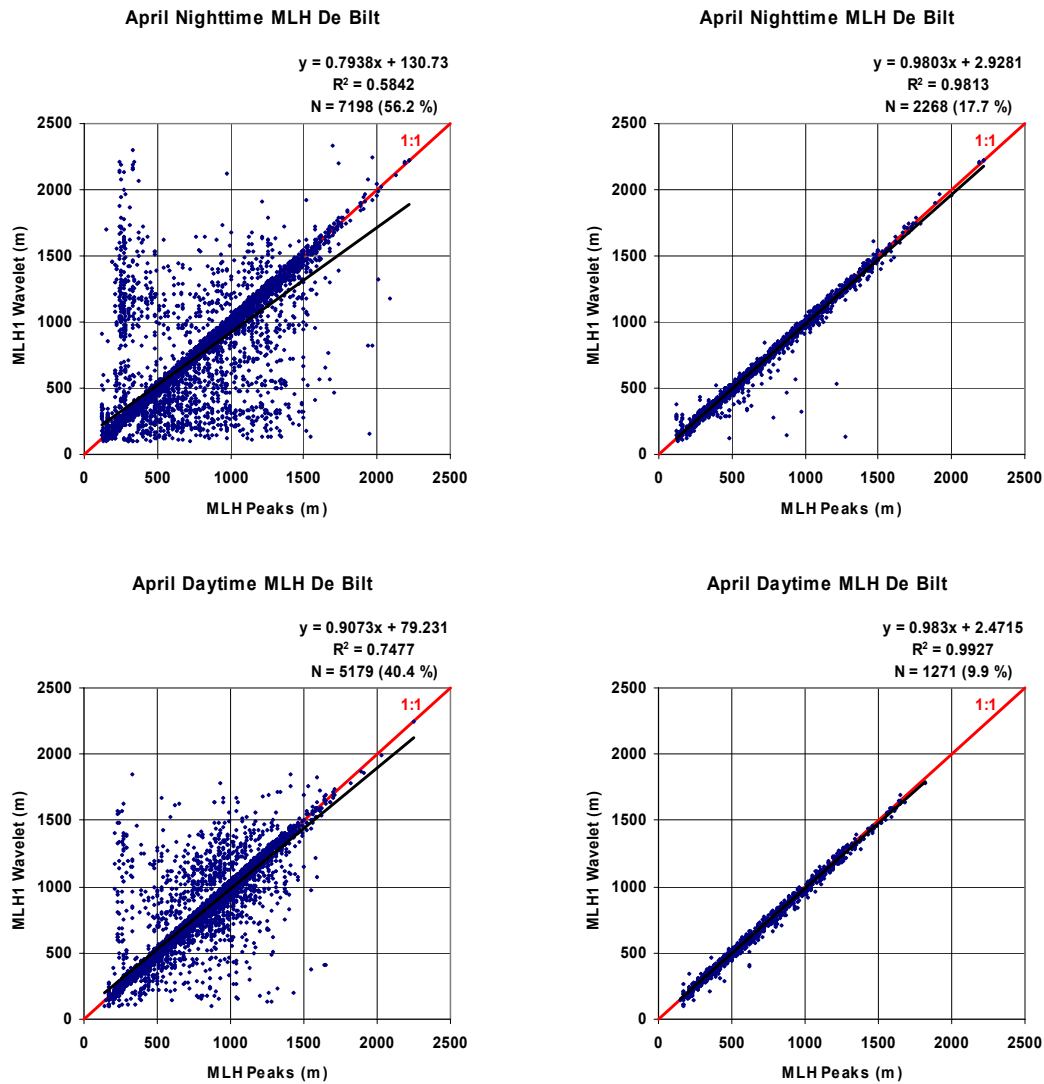 April Nighttime MLH De Bilt
y = 0.7938x + 130.73
R² = 0.5842
N = 7198 (56.2 %)
2500
2000
1500
1000
500
0
MLH1 Wavelet (m)
1:1
0 500 1000 1500 2000 2500
MLH Peaks (m)
April Nighttime MLH De Bilt
y = 0.9803x + 2.9281
R² = 0.9813
N = 2268 (17.7 %)
2500
2000
1500
1000
500
0
MLH1 Wavelet (m)
1:1
0 500 1000 1500 2000 2500
MLH Peaks (m)
April Daytime MLH De Bilt
y = 0.9073x + 79.231
R² = 0.7477
N = 5179 (40.4 %)
2500
2000
1500
1000
500
0
MLH1 Wavelet (m)
1:1
0 500 1000 1500 2000 2500
MLH Peaks (m)
April Daytime MLH De Bilt
y = 0.983x + 2.4715
R² = 0.9927
N = 1271 (9.9 %)
2500
2000
1500
1000
500
0
MLH1 Wavelet (m)
1:1
0 500 1000 1500 2000 2500
MLH Peaks (m)